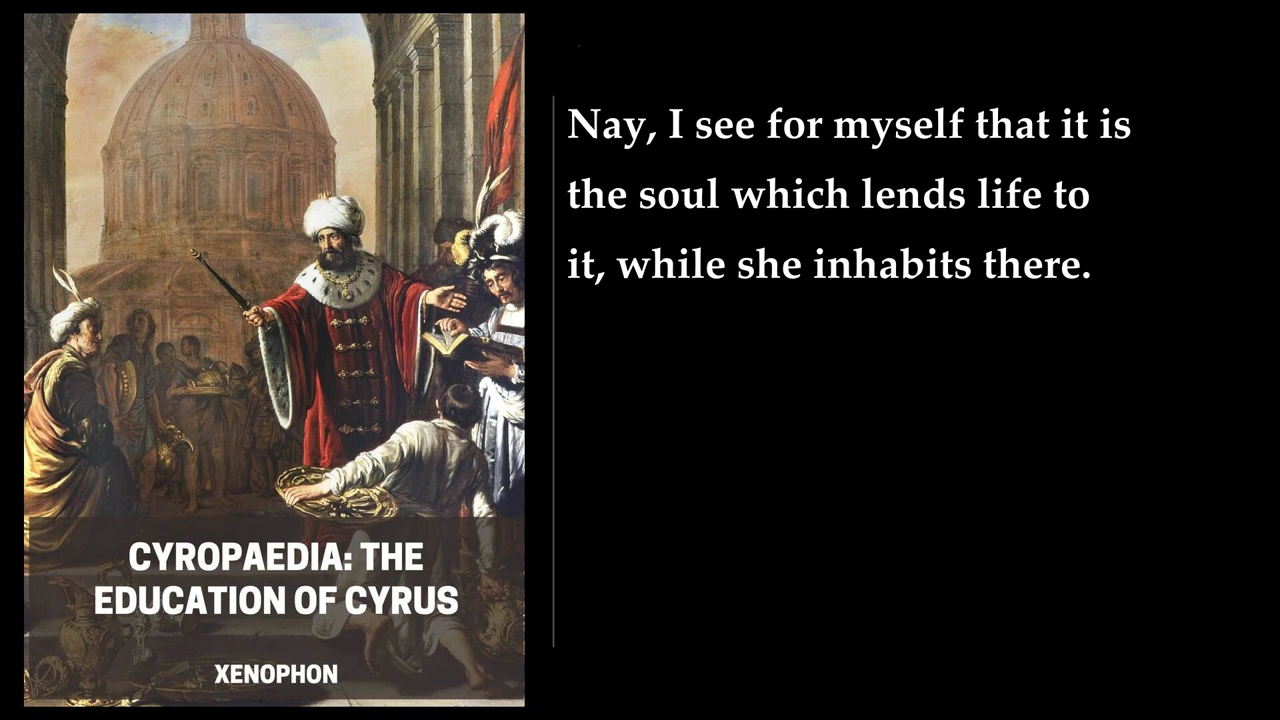 Nay, I see for myself that it is
the soul which lends life to
it, while she inhabits there.
CYROPAEDIA: THE
EDUCATION OF CYRUS
XENOPHON